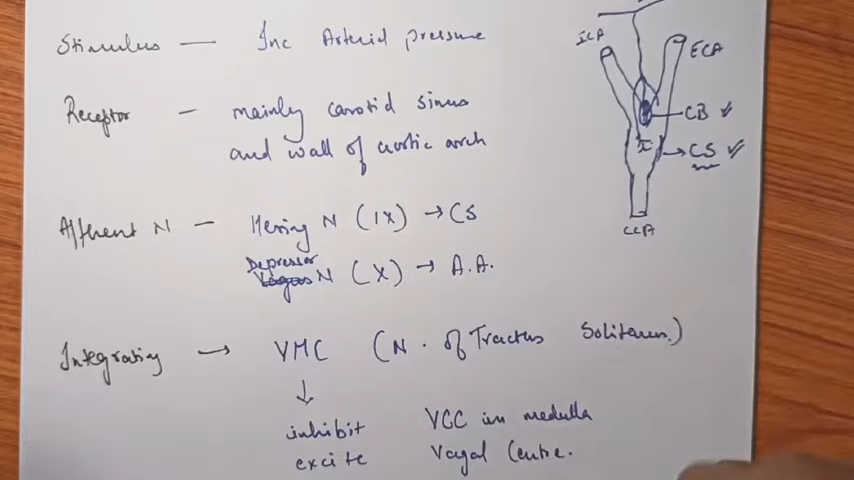 Stimulus — Inc Arterial pressure
Receptor — mainly carotid sinus
and wall of aortic arch
Afferent N — Hering N (IX) → CS
Depressor
Vagus N (X) → A.A.
Integrating → VMC (N. of Tractus Solitarius.)
↓
inhibit VCC in medulla
excite Vagal Centre.
ICA
ECA
CB ✓
→ CS ✓
CCA